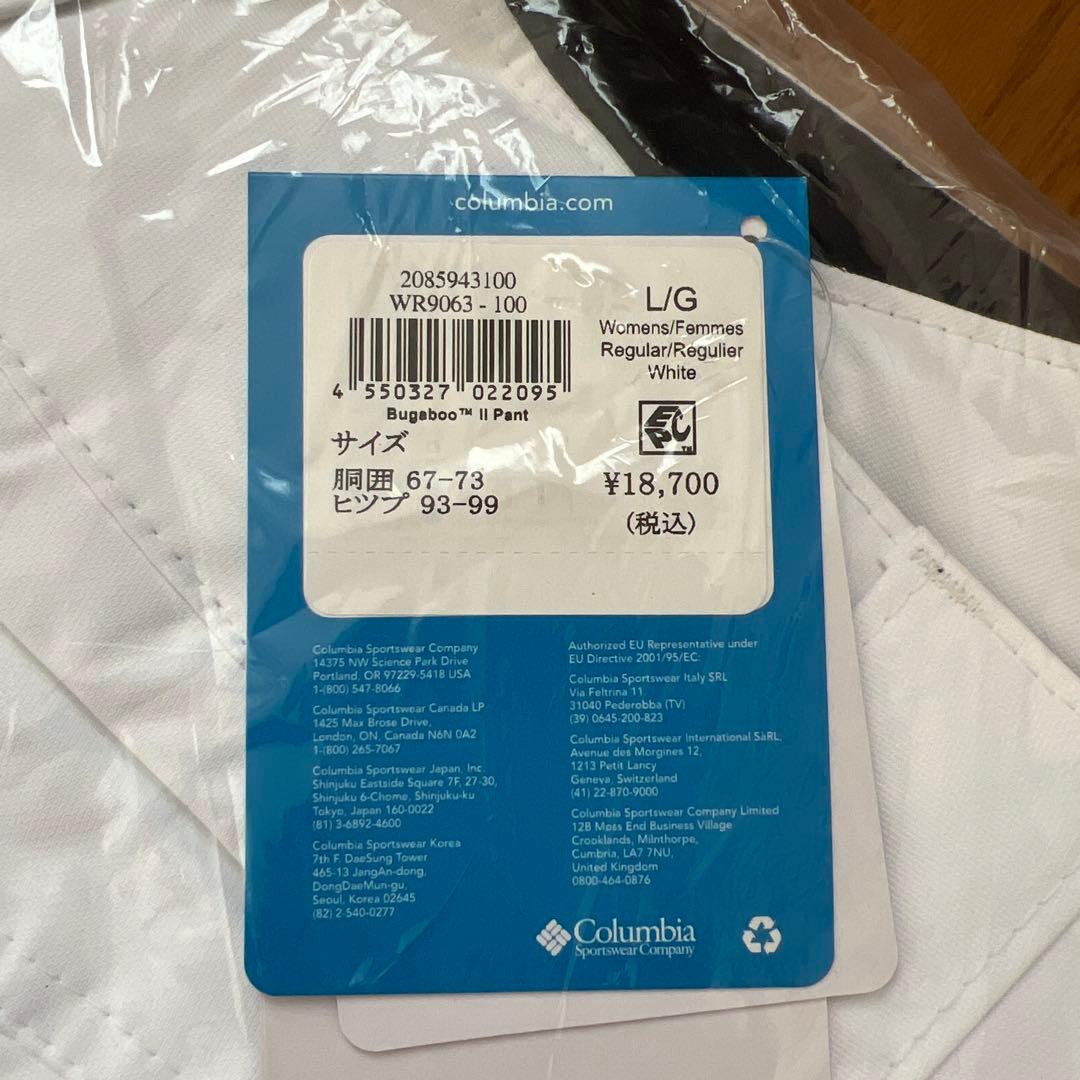 columbia.com
2085943100
WR9063 - 100
4 550327 022095
Bugaboo™ II Pant
サイズ
胴囲 67-73
ヒップ 93-99
L/G
Womens/Femmes
Regular/Regulier
White
EPC™
¥18,700
(税込)
Columbia Sportswear Company
14375 NW Science Park Drive
Portland, OR 97229-5418 USA
1-(800) 547-8066
Columbia Sportswear Canada LP
1425 Max Brose Drive,
London, ON, Canada N6N 0A2
1-(800) 265-7067
Columbia Sportswear Japan, Inc.
Shinjuku Eastside Square 7F, 27-30,
Shinjuku 6-Chome, Shinjuku-ku
Tokyo, Japan 160-0022
(81) 3-6892-4600
Columbia Sportswear Korea
7th F. DaeSung Tower
465-13 JangAn-dong,
DongDaeMun-gu,
Seoul, Korea 02645
(82) 2-540-0277
Authorized EU Representative under
EU Directive 2001/95/EC:
Columbia Sportswear Italy SRL
Via Feltrina 11
31040 Pederobba (TV)
(39) 0645-200-823
Columbia Sportswear International SàRL,
Avenue des Morgines 12,
1213 Petit Lancy
Geneva, Switzerland
(41) 22-870-9000
Columbia Sportswear Company Limited
12B Moss End Business Village
Crooklands, Milnthorpe,
Cumbria, LA7 7NU,
United Kingdom
0800-464-0876
Columbia
Sportswear Company